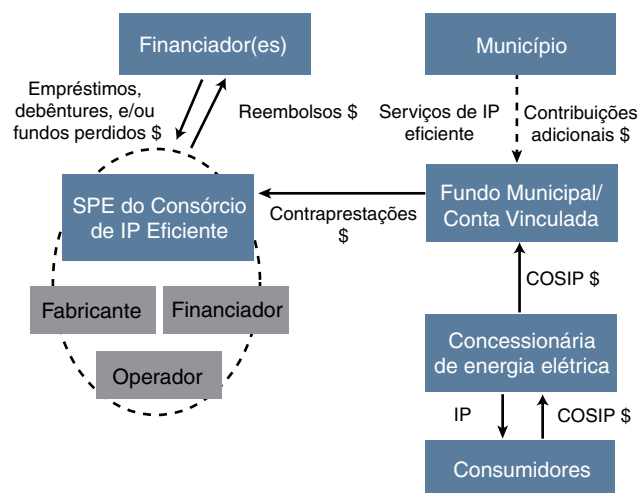 Financiador(es)
Município
Empréstimos,
debêntures, e/ou
fundos perdidos $
Reembolsos $
Serviços de IP
eficiente
Contribuições
adicionais $
SPE do Consórcio
de IP Eficiente
Contraprestações
$
Fundo Municipal/
Conta Vinculada
Fabricante
Financiador
Operador
COSIP $
Concessionária
de energia elétrica
IP
COSIP $
Consumidores